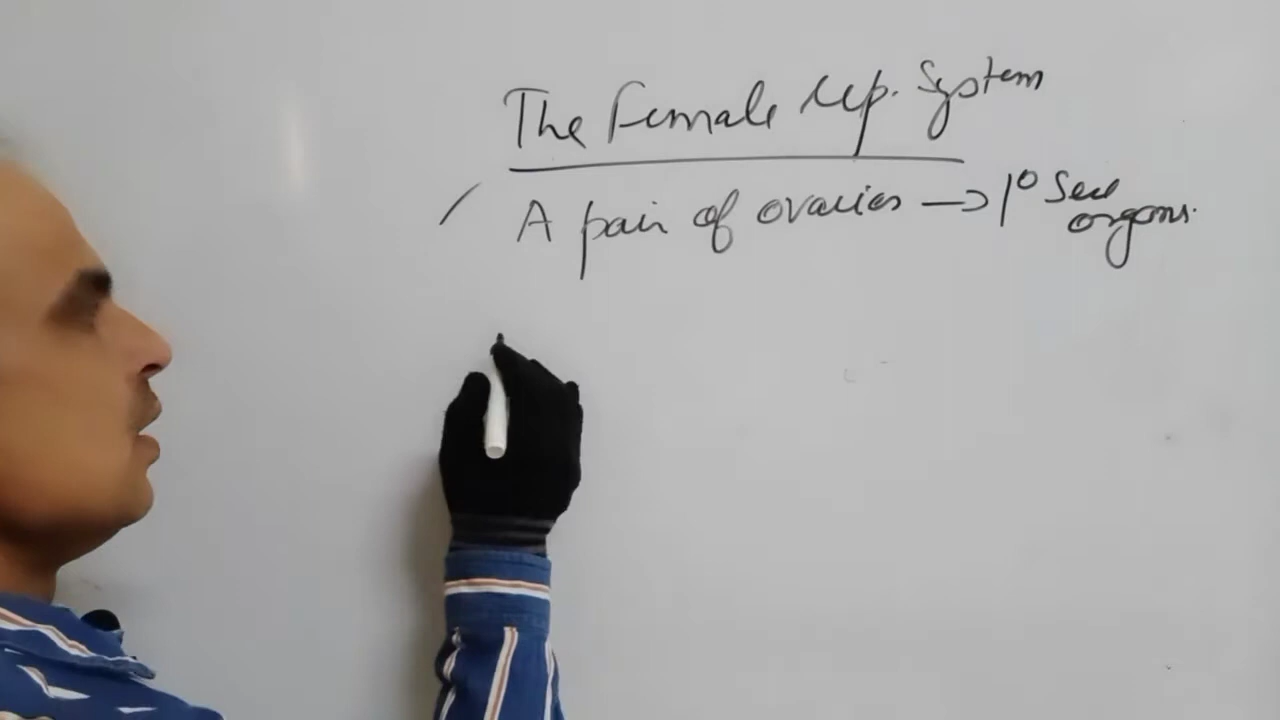 The Female rep. System
A pair of ovaries → 1° Sex
organs.